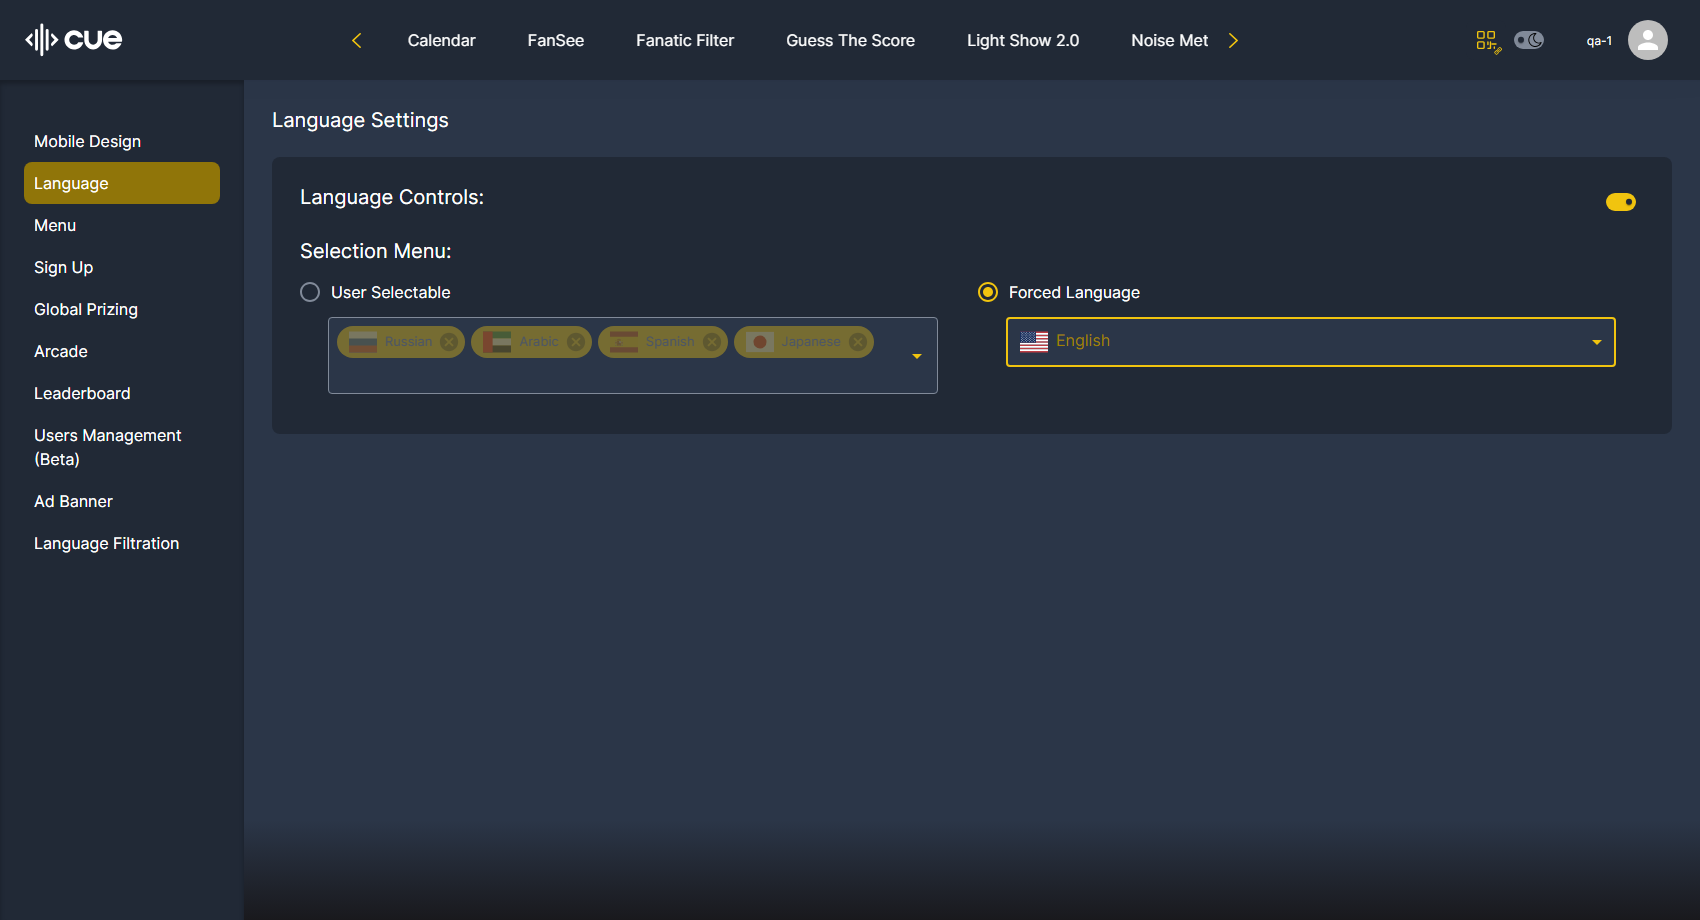 cue
Calendar
FanSee
Fanatic Filter
Guess The Score
Light Show 2.0
Noise Met
qa-1
Mobile Design
Language
Menu
Sign Up
Global Prizing
Arcade
Leaderboard
Users Management
(Beta)
Ad Banner
Language Filtration
Language Settings
Language Controls:
Selection Menu:
User Selectable
Russian
Arabic
Spanish
Japanese
Forced Language
English